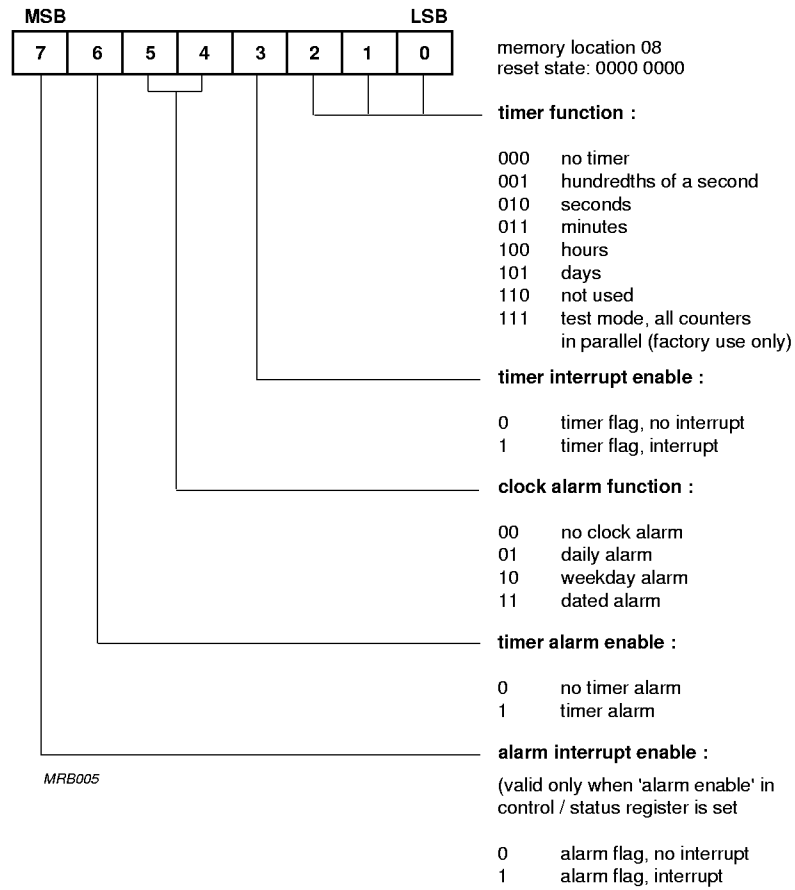 MSB LSB
7 6 5 4 3 2 1 0
memory location 08
reset state: 0000 0000
timer function :
000 no timer
001 hundredths of a second
010 seconds
011 minutes
100 hours
101 days
110 not used
111 test mode, all counters
in parallel (factory use only)
timer interrupt enable :
0 timer flag, no interrupt
1 timer flag, interrupt
clock alarm function :
00 no clock alarm
01 daily alarm
10 weekday alarm
11 dated alarm
timer alarm enable :
0 no timer alarm
1 timer alarm
alarm interrupt enable :
(valid only when 'alarm enable' in
control / status register is set
0 alarm flag, no interrupt
1 alarm flag, interrupt
MRB005